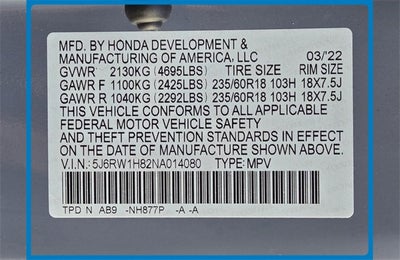 MFD. BY HONDA DEVELOPMENT &
MANUFACTURING OF AMERICA, LLC 03/'22
GVWR 2130KG (4695LBS) TIRE SIZE RIM SIZE
GAWR F 1100KG (2425LBS) 235/60R18 103H 18X7.5J
GAWR R 1040KG (2292LBS) 235/60R18 103H 18X7.5J
THIS VEHICLE CONFORMS TO ALL APPLICABLE
FEDERAL MOTOR VEHICLE SAFETY
AND THEFT PREVENTION STANDARDS IN EFFECT
ON THE DATE OF MANUFACTURE SHOWN ABOVE.
V.I.N.: 5J6RW1H82NA014080 TYPE: MPV
TPD N AB9 -NH877P -A -A